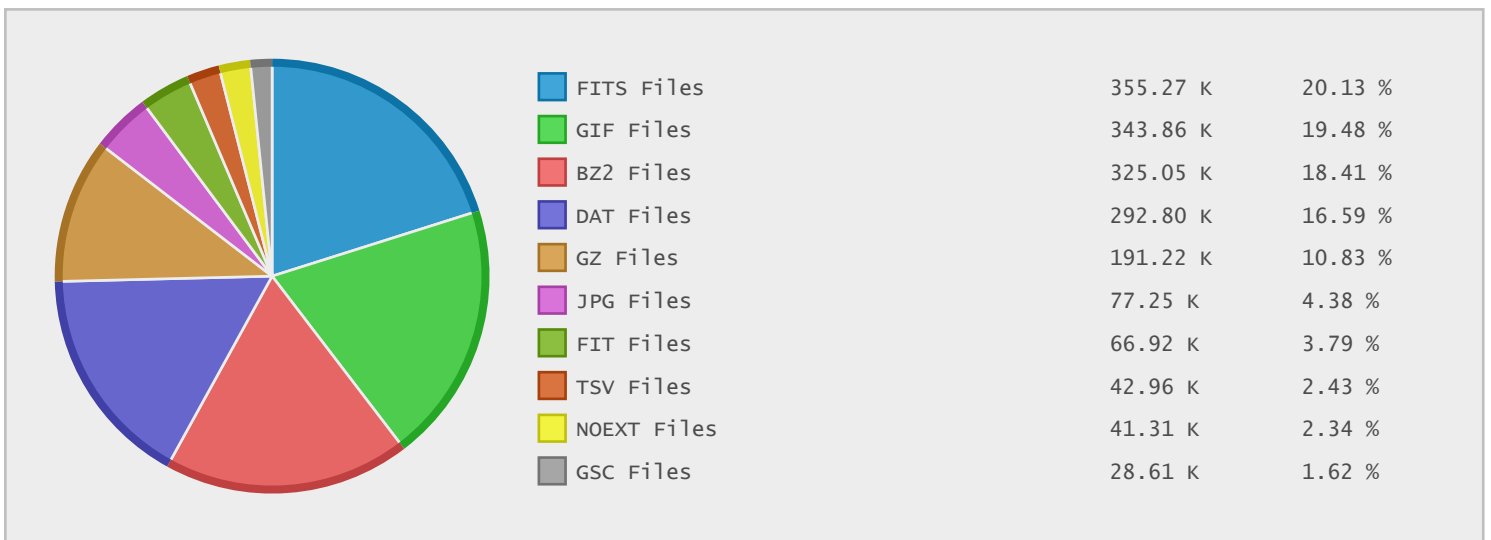 FITS Files 355.27 K 20.13 %
GIF Files 343.86 K 19.48 %
BZ2 Files 325.05 K 18.41 %
DAT Files 292.80 K 16.59 %
GZ Files 191.22 K 10.83 %
JPG Files 77.25 K 4.38 %
FIT Files 66.92 K 3.79 %
TSV Files 42.96 K 2.43 %
NOEXT Files 41.31 K 2.34 %
GSC Files 28.61 K 1.62 %